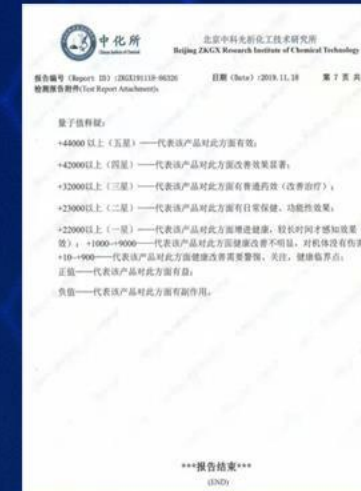 中化所
北京中科光析化工技术研究所
Beijing ZKGX Research Institute of Chemical Technology
报告编号 (Report ID) :ZKGX191118-96326 日期 (Date) :2019.11.18 第 7 页 共
检测报告附件(Test Report Attachment)s
量子值释疑:
+44000 以上 (五星) ——代表该产品对此方面有效;
+42000以上 (四星) ——代表该产品对此方面改善效果显著;
+32000以上 (三星) ——代表该产品对此方面有普通药效 (改善治疗) ;
+23000以上 (二星) ——代表该产品对此方面有日常保健、功能性效果;
+22000以上 (一星) ——代表该产品对此方面增进健康, 较长时间才感知效果
效) ; +1000-+9000——代表该产品对此方面健康改善不明显, 对机体没有伤害
+10-+900——代表该产品对此方面健康改善需要警惕、关注, 健康临界点;
正值——代表该产品对此方面有益;
负值——代表该产品对此方面有副作用。
***报告结束***
(END)